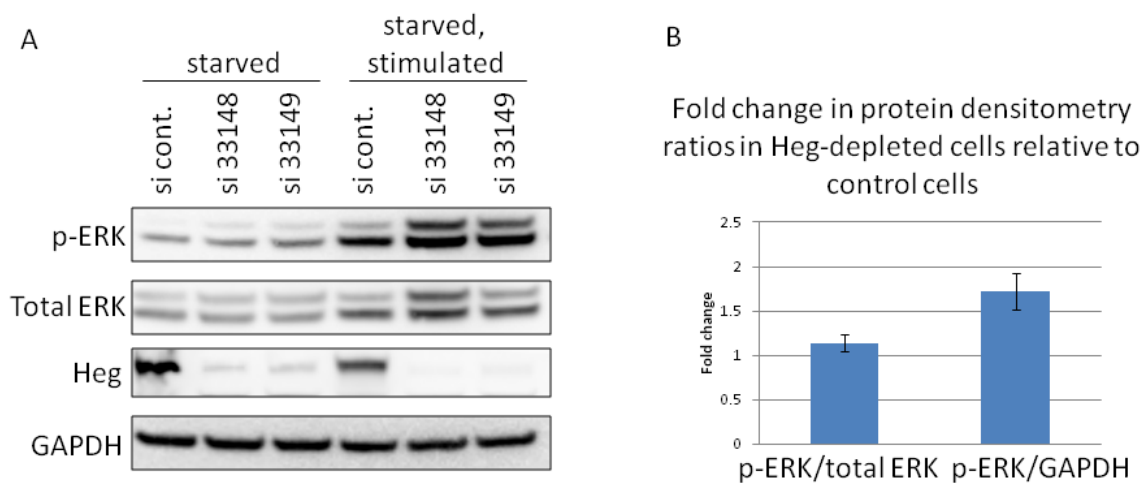 A
starved
starved,
stimulated
si cont.
si 33148
si 33149
si cont.
si 33148
si 33149
p-ERK
Total ERK
Heg
GAPDH
B
Fold change in protein densitometry
ratios in Heg-depleted cells relative to
control cells
2.5
2
1.5
1
0.5
0
Fold change
p-ERK/total ERK
p-ERK/GAPDH